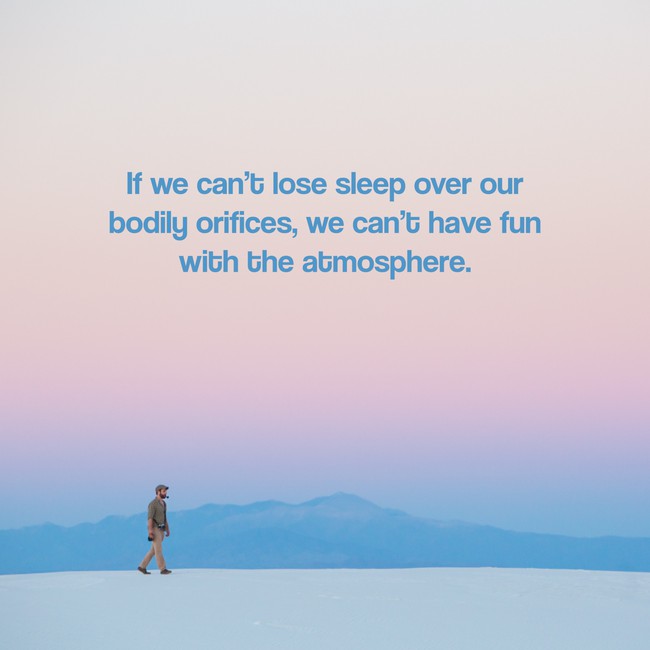 If we can't lose sleep over our
bodily orifices, we can't have fun
with the atmosphere.